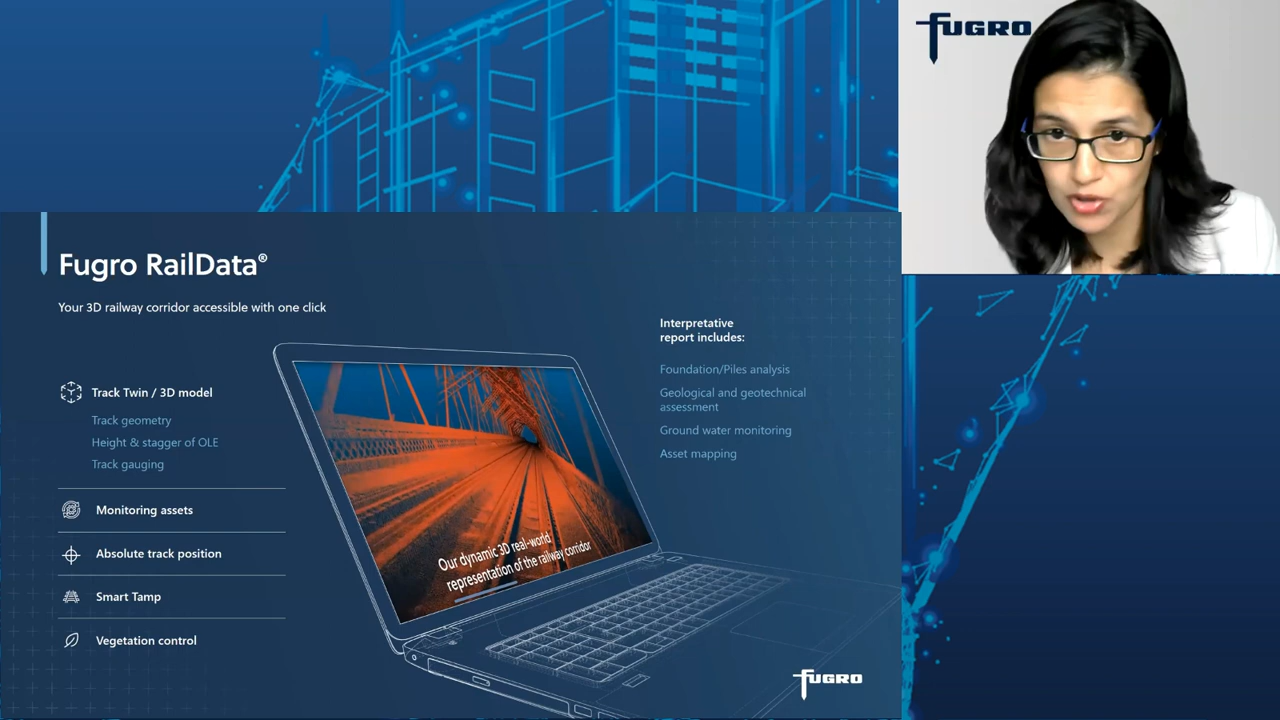 FUGRO
Fugro RailData®
Your 3D railway corridor accessible with one click
Track Twin / 3D model
Track geometry
Height & stagger of OLE
Track gauging
Monitoring assets
Absolute track position
Smart Tamp
Vegetation control
Our dynamic 3D real-world
representation of the railway corridor
Interpretative
report includes:
Foundation/Piles analysis
Geological and geotechnical
assessment
Ground water monitoring
Asset mapping
FUGRO